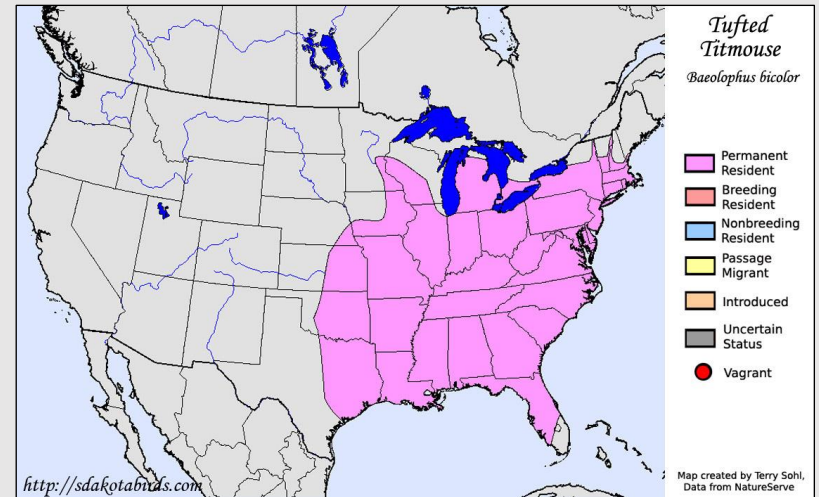 Tufted
Titmouse
Baeolophus bicolor
Permanent
Resident
Breeding
Resident
Nonbreeding
Resident
Passage
Migrant
Introduced
Uncertain
Status
Vagrant
http://sdakotabirds.com
Map created by Terry Sohl,
Data from NatureServe